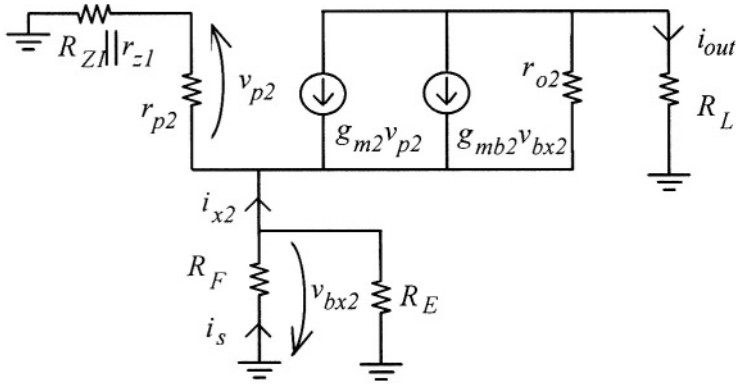 R_{Z1}||r_{z1}
r_{p2}
v_{p2}
g_{m2}v_{p2}
g_{mb2}v_{bx2}
r_{o2}
i_{out}
R_L
i_{x2}
R_F
v_{bx2}
R_E
i_s